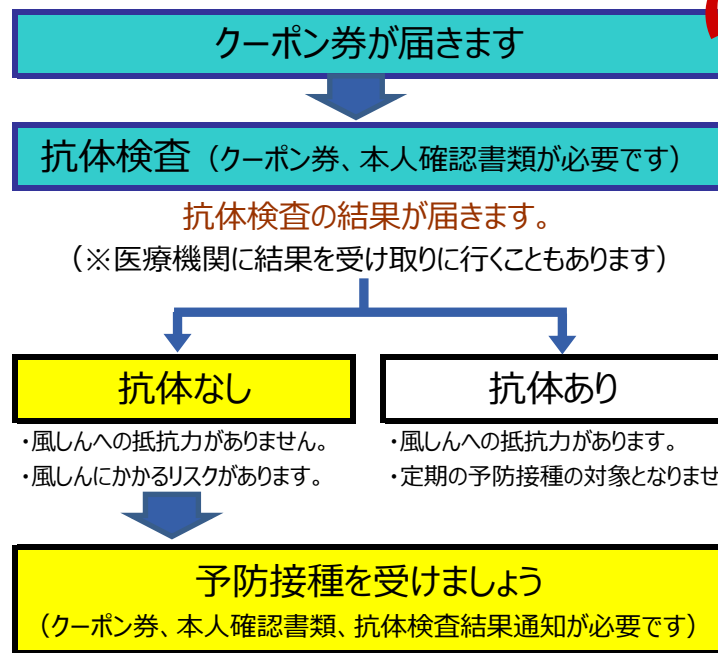 クーポン券が届きます
抗体検査（クーポン券、本人確認書類が必要です）
抗体検査の結果が届きます。
（※医療機関に結果を受け取りに行くこともあります）
抗体なし
・風しんへの抵抗力がありません。
・風しんにかかるリスクがあります。
抗体あり
・風しんへの抵抗力があります。
・定期の予防接種の対象となりませ
予防接種を受けましょう
（クーポン券、本人確認書類、抗体検査結果通知が必要です）